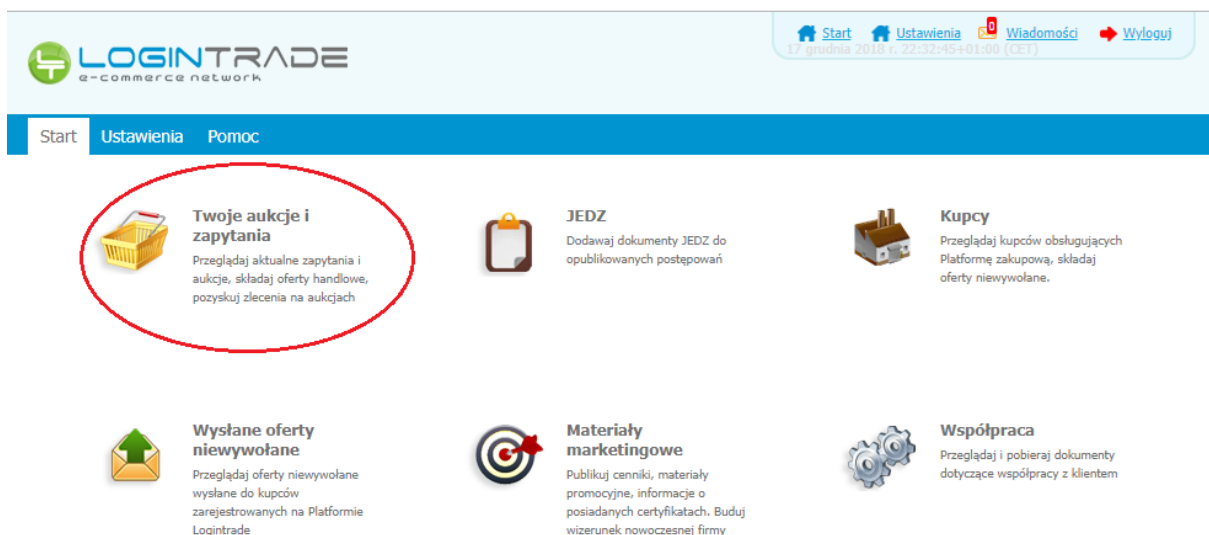 Start Ustawienia 0 Wiadomości Wyloguj
17 grudnia 2018 r. 22:32:45+01:00 (CET)
LOGINTRADE
e-commerce network
Start Ustawienia Pomoc
Twoje aukcje i
zapytania
Przeglądaj aktualne zapytania i
aukcje, składaj oferty handlowe,
pozyskuj zlecenia na aukcjach
JEDZ
Dodawaj dokumenty JEDZ do
opublikowanych postępowań
Kupcy
Przeglądaj kupców obsługujących
Platformę zakupową, składaj
oferty niewywołane.
Wysłane oferty
niewywołane
Przeglądaj oferty niewywołane
wysłane do kupców
zarejestrowanych na Platformie
Logintrade
Materiały
marketingowe
Publikuj cenniki, materiały
promocyjne, informacje o
posiadanych certyfikatach. Buduj
wizerunek nowoczesnej firmy
Współpraca
Przeglądaj i pobieraj dokumenty
dotyczące współpracy z klientem